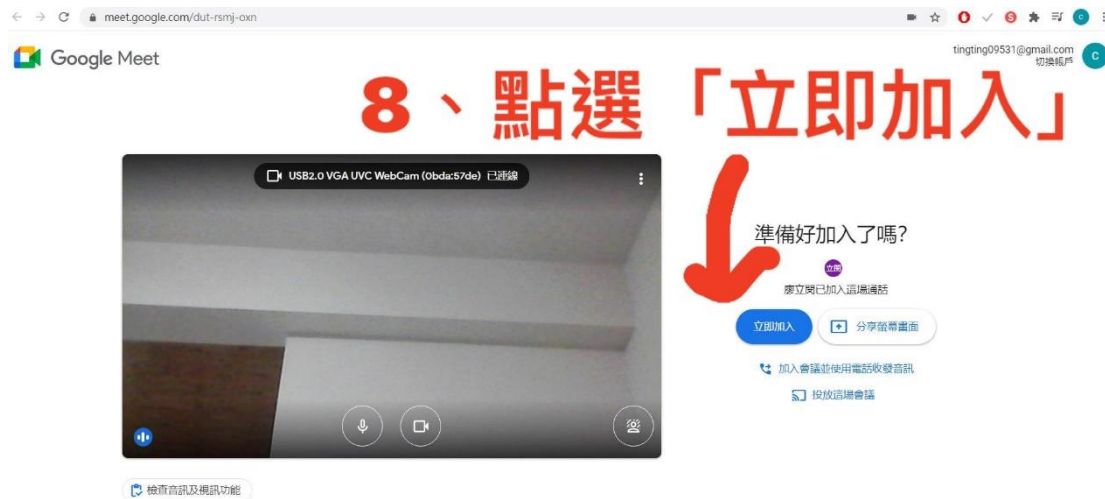 meet.google.com/dut-rsmj-oxn
Google Meet
tingting09531@gmail.com
切換帳戶
C
8、點選「立即加入」
USB2.0 VGA UVC WebCam (0bda:57de) 已連線
準備好加入了嗎?
立閔
廖立閔已加入這場通話
立即加入
分享螢幕畫面
加入會議並使用電話收發音訊
投放這場會議
檢查音訊及視訊功能